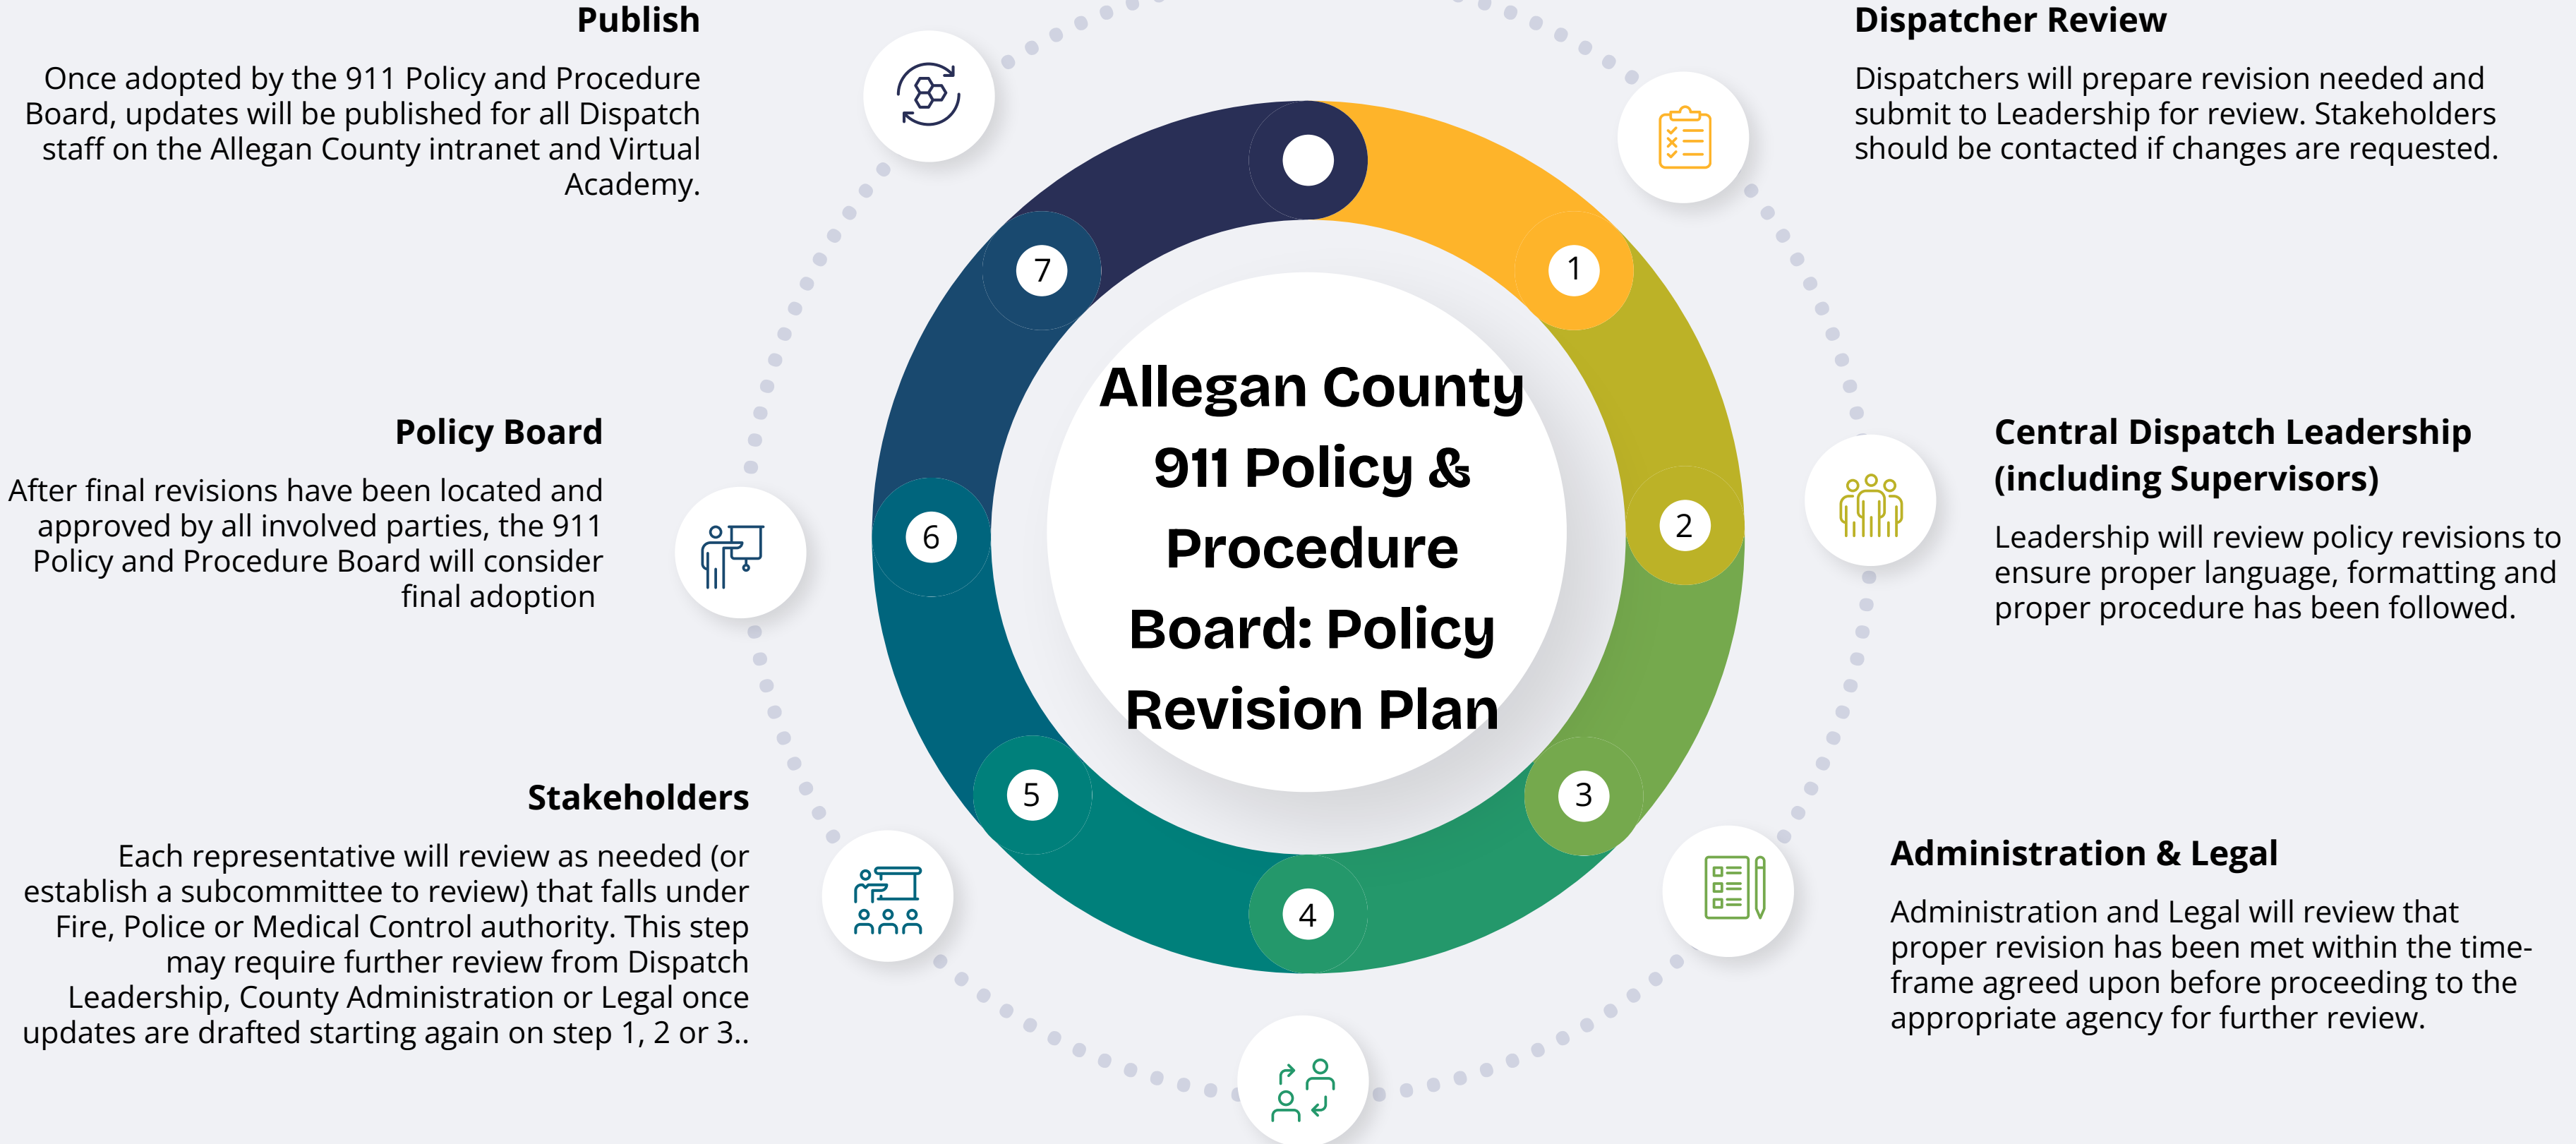 Publish
Once adopted by the 911 Policy and Procedure
Board, updates will be published for all Dispatch
staff on the Allegan County intranet and Virtual
Academy.
Dispatcher Review
Dispatchers will prepare revision needed and
submit to Leadership for review. Stakeholders
should be contacted if changes are requested.
7
1
Allegan County
911 Policy &
Procedure
Board: Policy
Revision Plan
Policy Board
After final revisions have been located and
approved by all involved parties, the 911
Policy and Procedure Board will consider
final adoption
6
2
Central Dispatch Leadership
(including Supervisors)
Leadership will review policy revisions to
ensure proper language, formatting and
proper procedure has been followed.
Stakeholders
Each representative will review as needed (or
establish a subcommittee to review) that falls under
Fire, Police or Medical Control authority. This step
may require further review from Dispatch
Leadership, County Administration or Legal once
updates are drafted starting again on step 1, 2 or 3..
5
3
4
Administration & Legal
Administration and Legal will review that
proper revision has been met within the time-
frame agreed upon before proceeding to the
appropriate agency for further review.